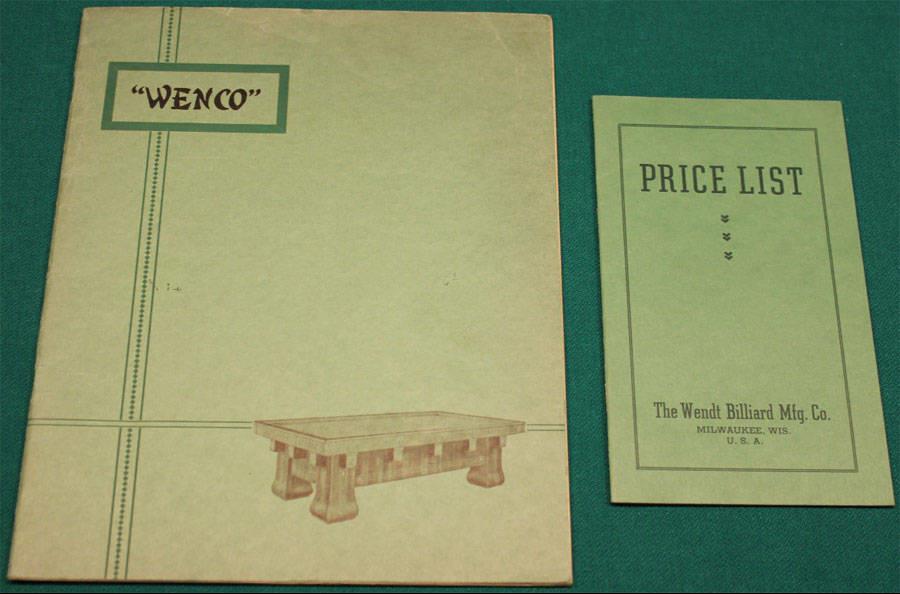 "WENCO"
PRICE LIST
The Wendt Billiard Mfg. Co.
MILWAUKEE, WIS.
U. S. A.